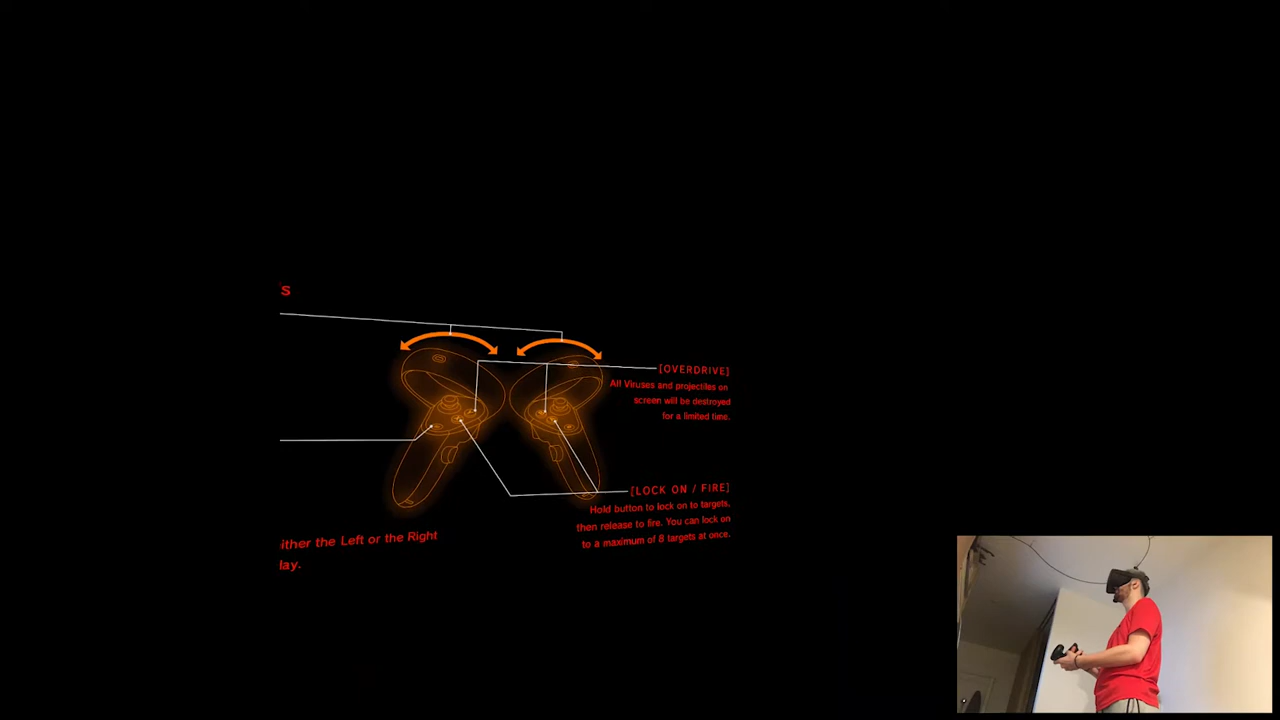 s
[OVERDRIVE]
All Viruses and projectiles on
screen will be destroyed
for a limited time.
[LOCK ON / FIRE]
Hold button to lock on to targets,
then release to fire. You can lock on
to a maximum of 8 targets at once.
ither the Left or the Right
lay.